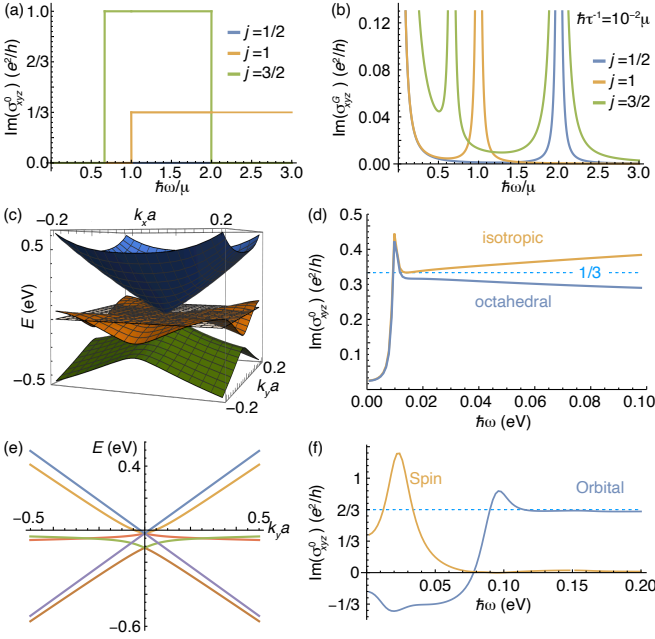 (a)
1.0
2/3
1/3
0.0
Im(σ⁰xyz) (e²/h)
j=1/2
j=1
j=3/2
0.5 1.0 1.5 2.0 2.5 3.0
ħω/μ
(b)
0.12
0.08
0.04
0.00
Im(σᴳxyz) (e²/h)
ħτ⁻¹=10⁻²μ
j=1/2
j=1
j=3/2
0.5 1.0 1.5 2.0 2.5 3.0
ħω/μ
(c)
−0.2 kxa 0.2
0.5
0
−0.5
E (eV)
0.2
kya
−0.2
(d)
0.5
0.4
0.3
0.2
0.1
Im(σ⁰xyz) (e²/h)
isotropic
1/3
octahedral
0.00 0.02 0.04 0.06 0.08
ħω (eV)
(e)
E (eV)
0.4
−0.5 0.5
kya
−0.6
(f)
1
2/3
1/3
0
−1/3
Im(σ⁰xyz) (e²/h)
Spin
Orbital
0.05 0.10 0.15 0.20
ħω (eV)